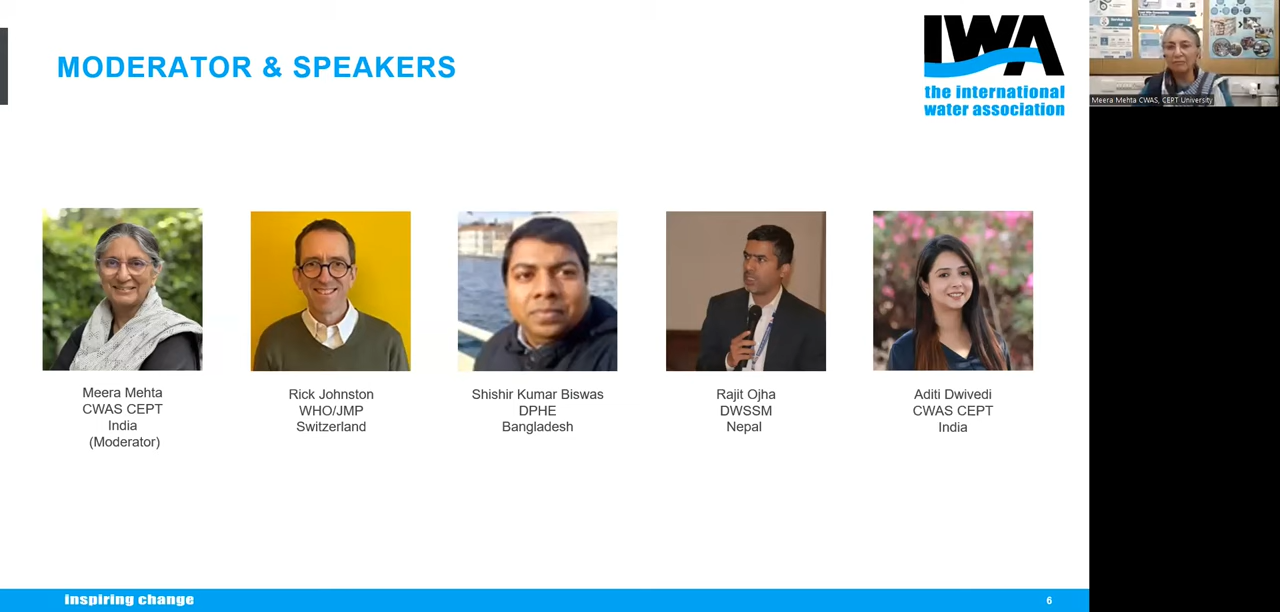 MODERATOR & SPEAKERS
IWA
the international
water association
Meera Mehta CWAS, CEPT University
Meera Mehta
CWAS CEPT
India
(Moderator)
Rick Johnston
WHO/JMP
Switzerland
Shishir Kumar Biswas
DPHE
Bangladesh
Rajit Ojha
DWSSM
Nepal
Aditi Dwivedi
CWAS CEPT
India
inspiring change
6